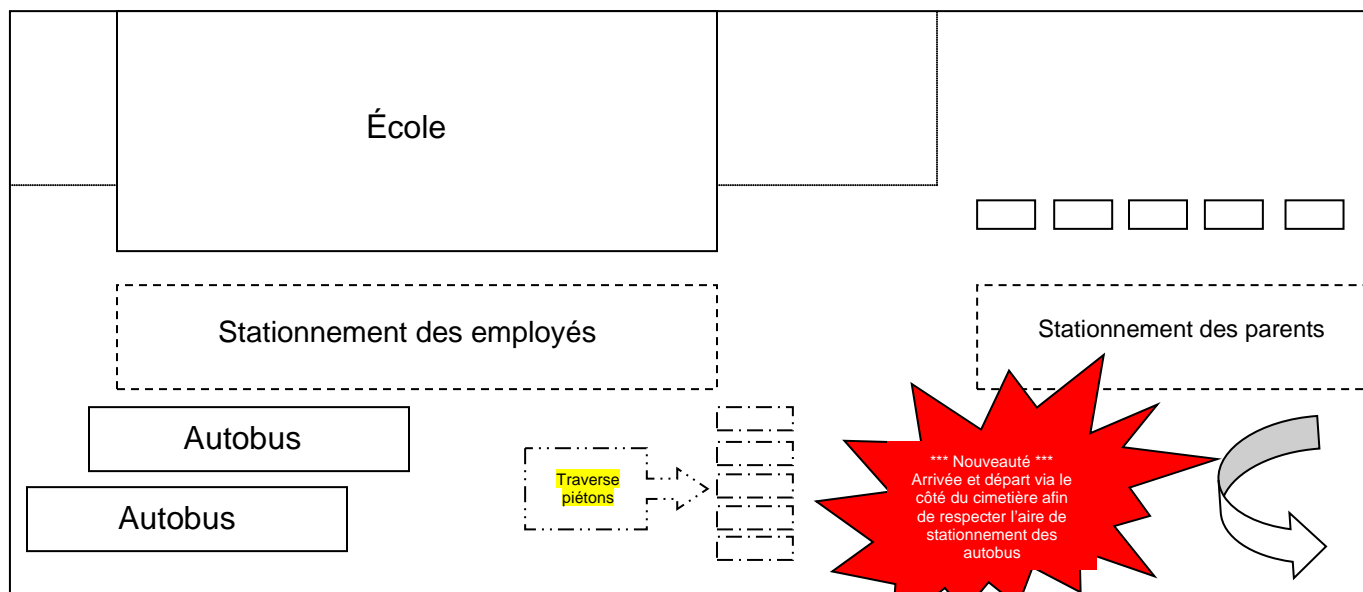 École
Stationnement des employés
Stationnement des parents
Autobus
Autobus
Traverse
piétons
*** Nouveauté ***
Arrivée et départ via le
côté du cimetière afin
de respecter l'aire de
stationnement des
autobus